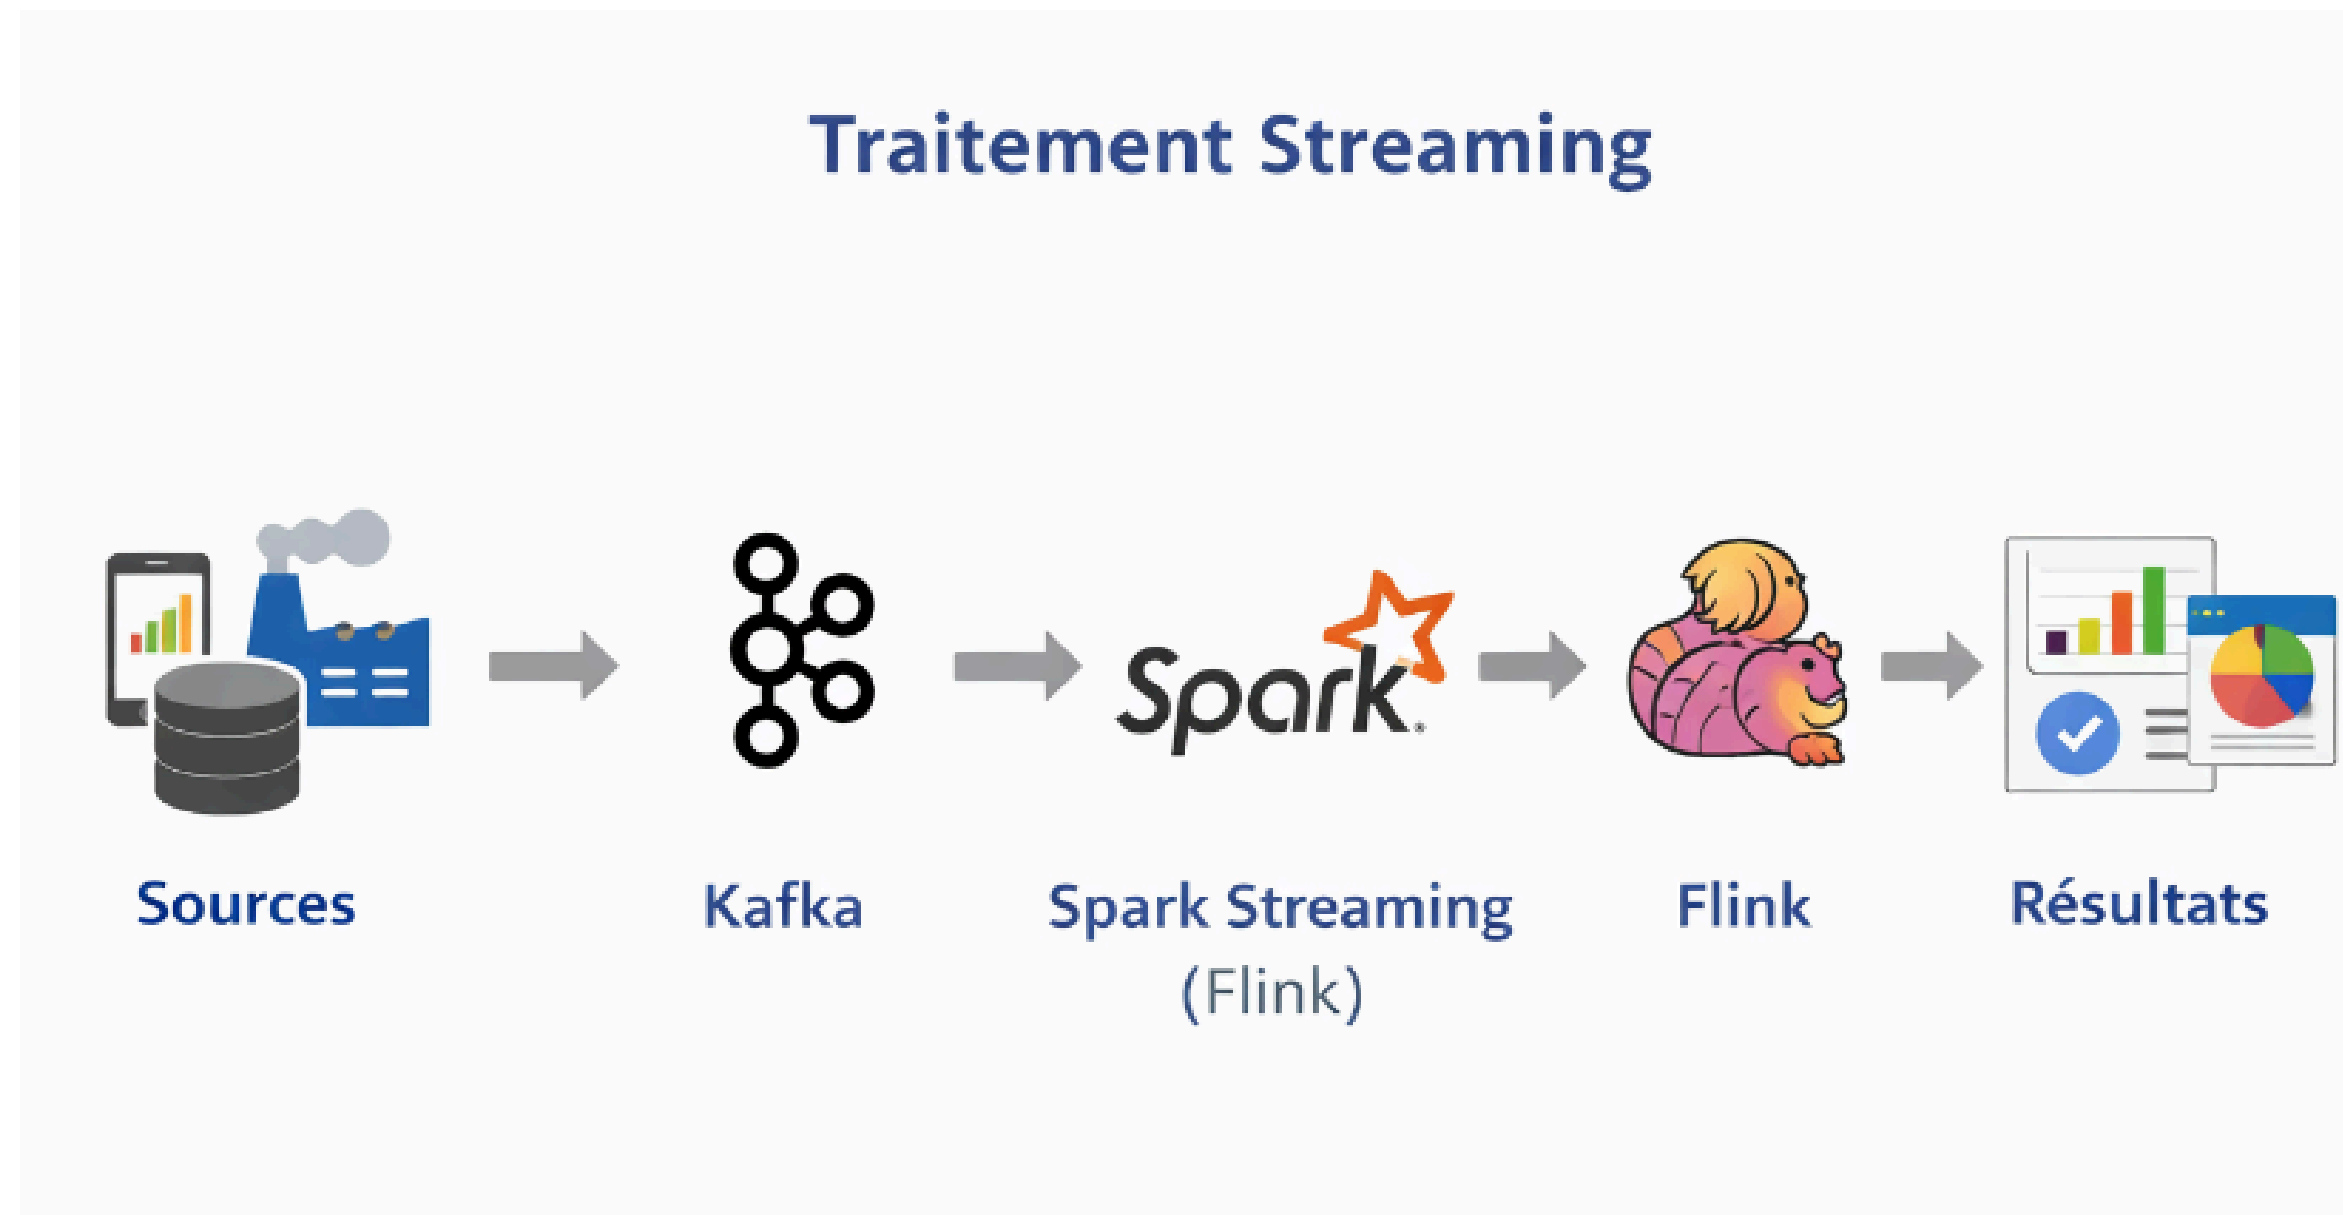 Traitement Streaming
Spark
Sources
Kafka
Spark Streaming
(Flink)
Flink
Résultats